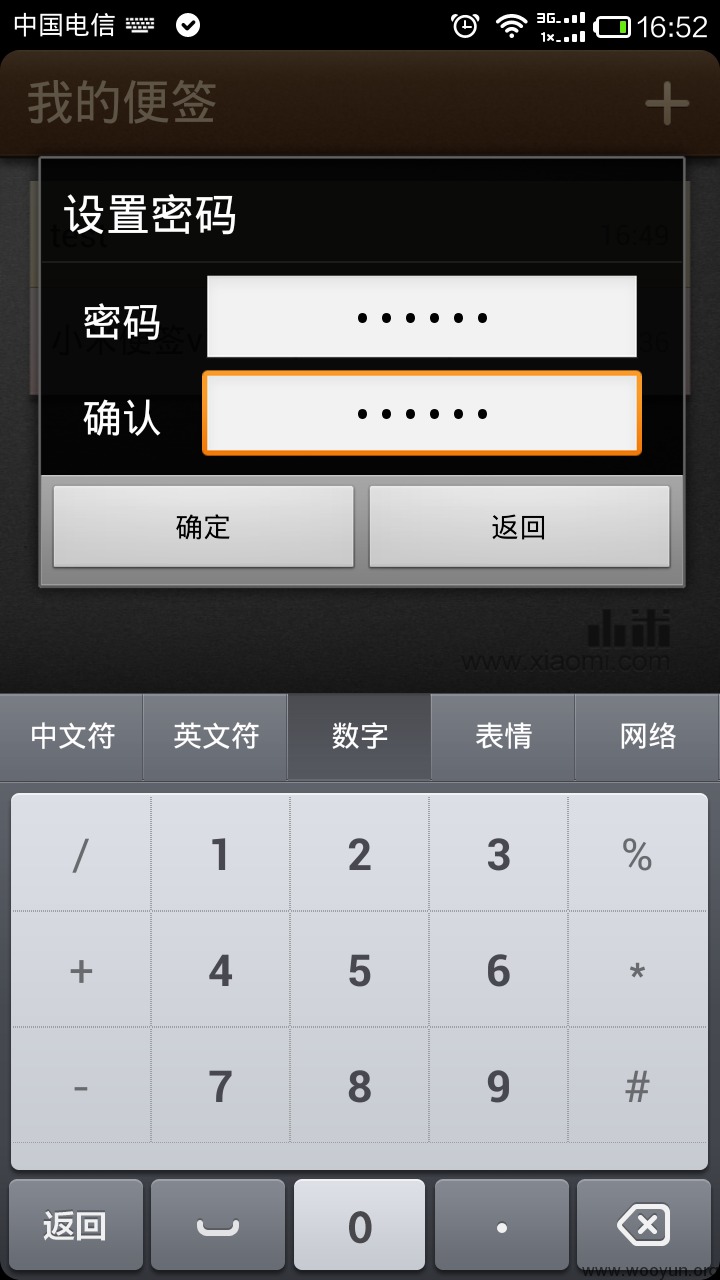 中国电信 3G 1× 16:52
我的便签 +
设置密码
test 16:49
密码 ••••••
小米便签v 36
确认 ••••••
确定 返回
www.xiaomi.com
中文符 英文符 数字 表情 网络
/ 1 2 3 %
+ 4 5 6 *
- 7 8 9 #
返回 0 .
www.wooyun.org